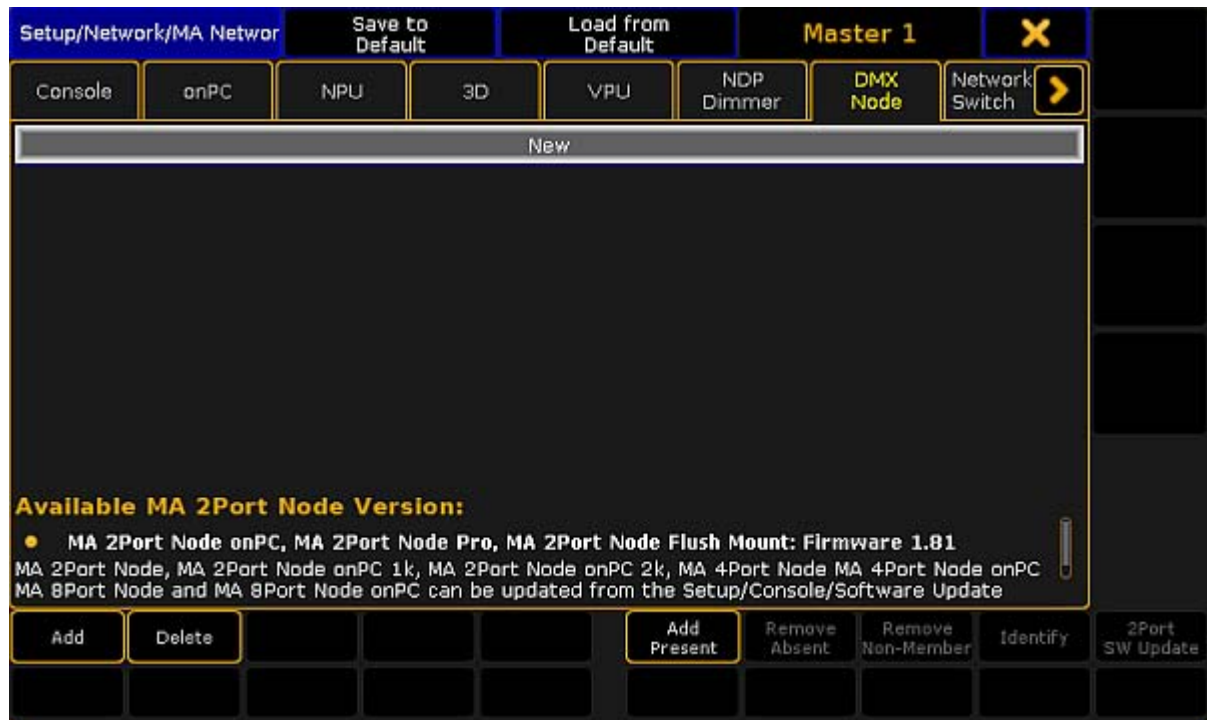 Setup/Network/MA Networ
Save to
Default
Load from
Default
Master 1
Console
onPC
NPU
3D
VPU
NDP
Dimmer
DMX
Node
Network
Switch
New
Available MA 2Port Node Version:
MA 2Port Node onPC, MA 2Port Node Pro, MA 2Port Node Flush Mount: Firmware 1.81
MA 2Port Node, MA 2Port Node onPC 1k, MA 2Port Node onPC 2k, MA 4Port Node MA 4Port Node onPC
MA 8Port Node and MA 8Port Node onPC can be updated from the Setup/Console/Software Update
Add
Delete
Add
Present
Remove
Absent
Remove
Non-Member
Identify
2Port
SW Update